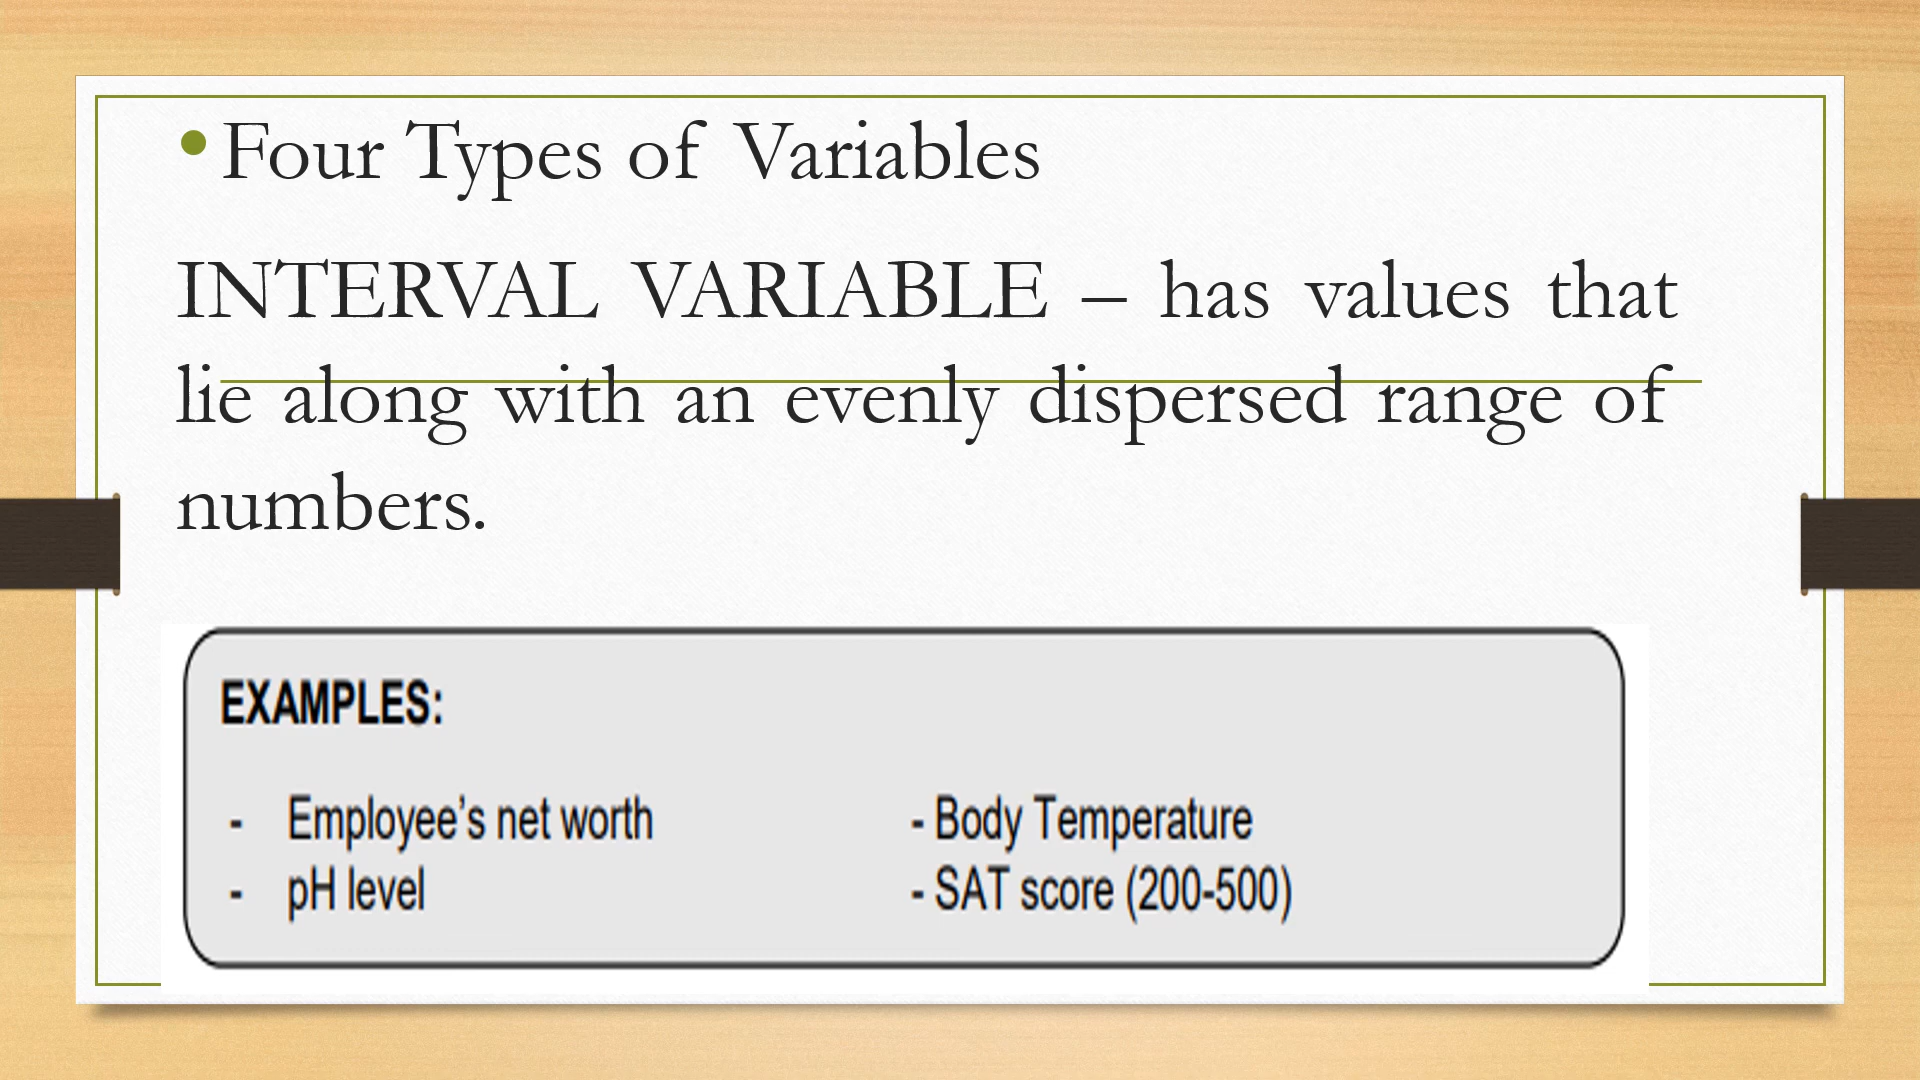 • Four Types of Variables
INTERVAL VARIABLE – has values that
lie along with an evenly dispersed range of
numbers.
EXAMPLES:
- Employee’s net worth - Body Temperature
- pH level - SAT score (200-500)